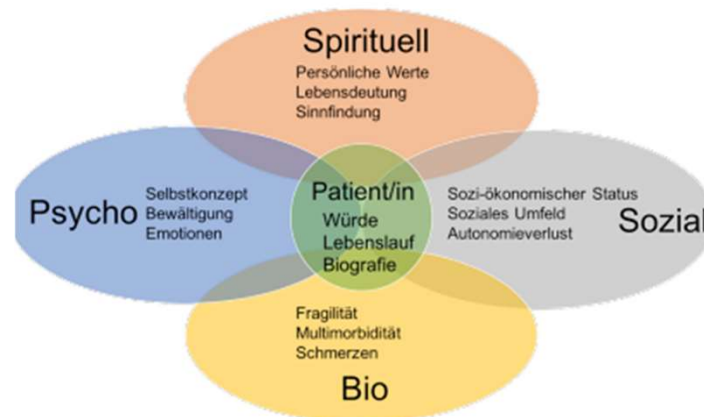 Spirituell
Persönliche Werte
Lebensdeutung
Sinnfindung
Psycho
Selbstkonzept
Bewältigung
Emotionen
Patient/in
Würde
Lebenslauf
Biografie
Sozi-ökonomischer Status
Soziales Umfeld
Autonomieverlust
Sozial
Fragilität
Multimorbidität
Schmerzen
Bio